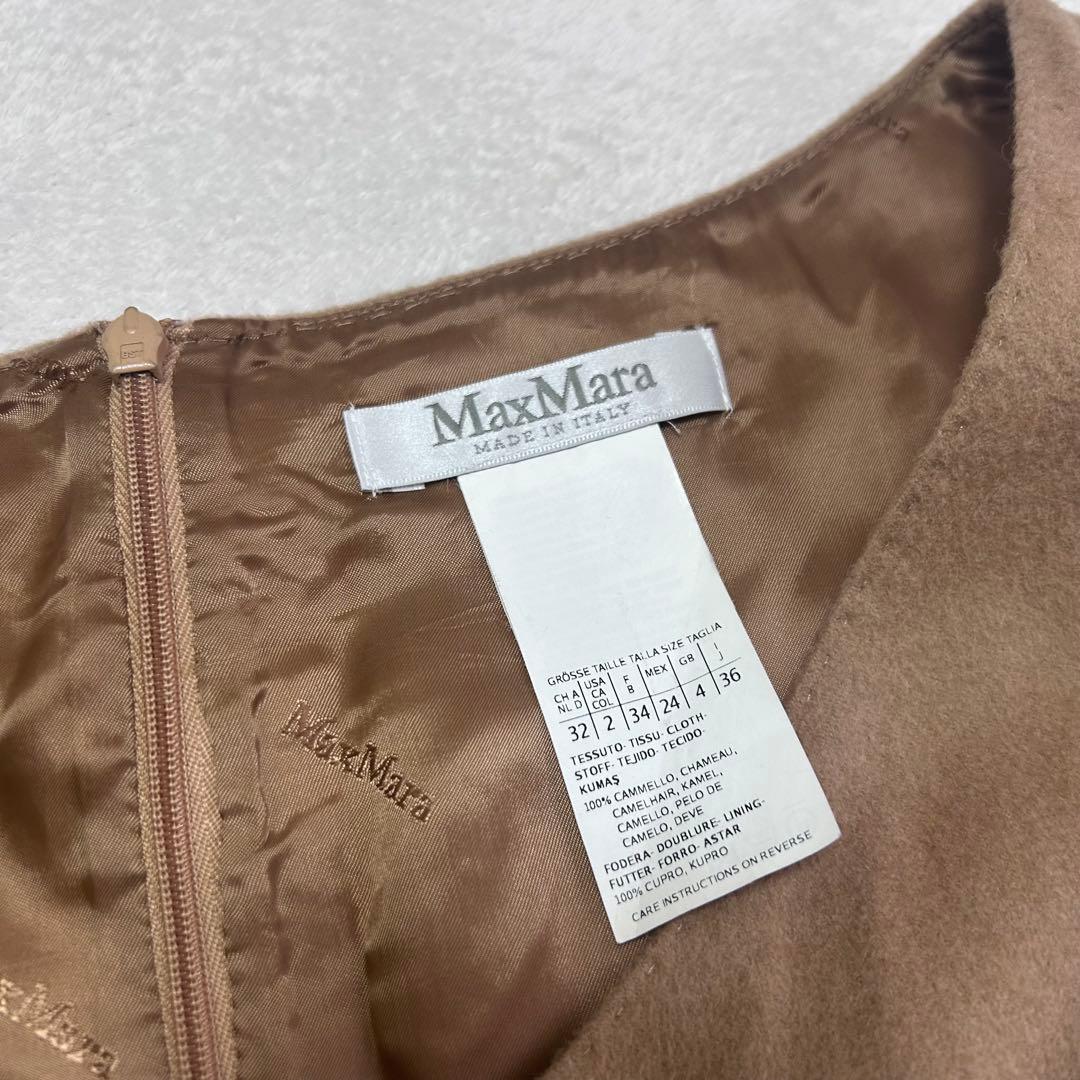 MaxMara
MADE IN ITALY
GRÖSSE TAILLE TALLA SIZE TAGLIA
CH A NL D USA CA COL F B MEX GB I J
32 2 34 24 4 36
TESSUTO- TISSU- CLOTH-
STOFF- TEJIDO- TECIDO-
KUMAŞ
100% CAMMELLO, CHAMEAU,
CAMELHAIR, KAMEL,
CAMELLO, PELO DE
CAMELO, DEVE
FODERA- DOUBLURE- LINING-
FUTTER- FORRO- ASTAR
100% CUPRO, KUPRO
CARE INSTRUCTIONS ON REVERSE
MaxMara
xMara